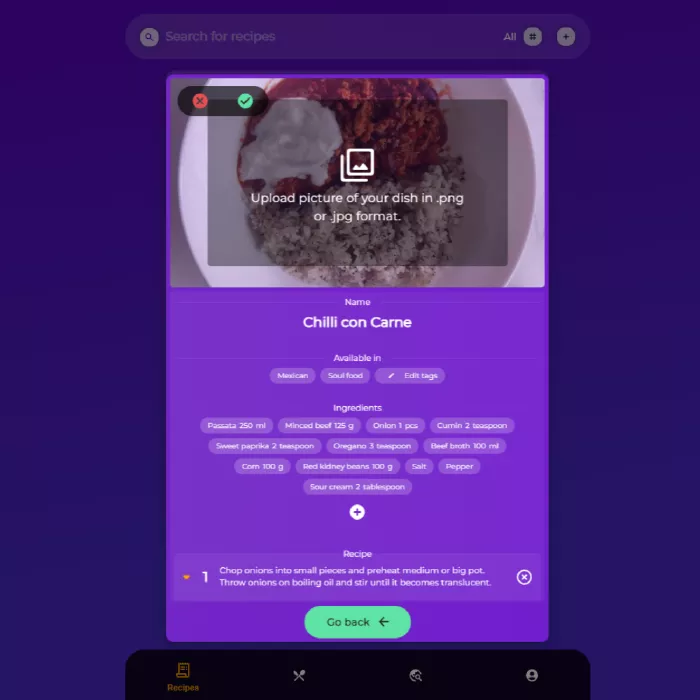 Search for recipes
All #
Upload picture of your dish in .png
or .jpg format.
Name
Chilli con Carne
Available in
Mexican Soul food Edit tags
Ingredients
Passata 250 ml Minced beef 125 g Onion 1 pcs Cumin 2 teaspoon
Sweet paprika 2 teaspoon Oregano 3 teaspoon Beef broth 100 ml
Corn 100 g Red kidney beans 100 g Salt Pepper
Sour cream 2 tablespoon
Recipe
1 Chop onions into small pieces and preheat medium or big pot.
Throw onions on boiling oil and stir until it becomes translucent.
Go back
Recipes